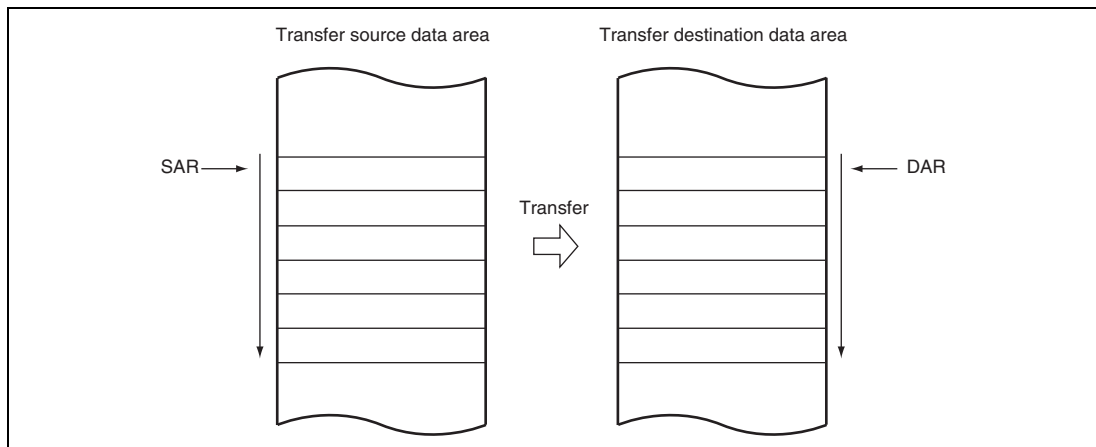 Transfer source data area
Transfer destination data area
SAR
DAR
Transfer